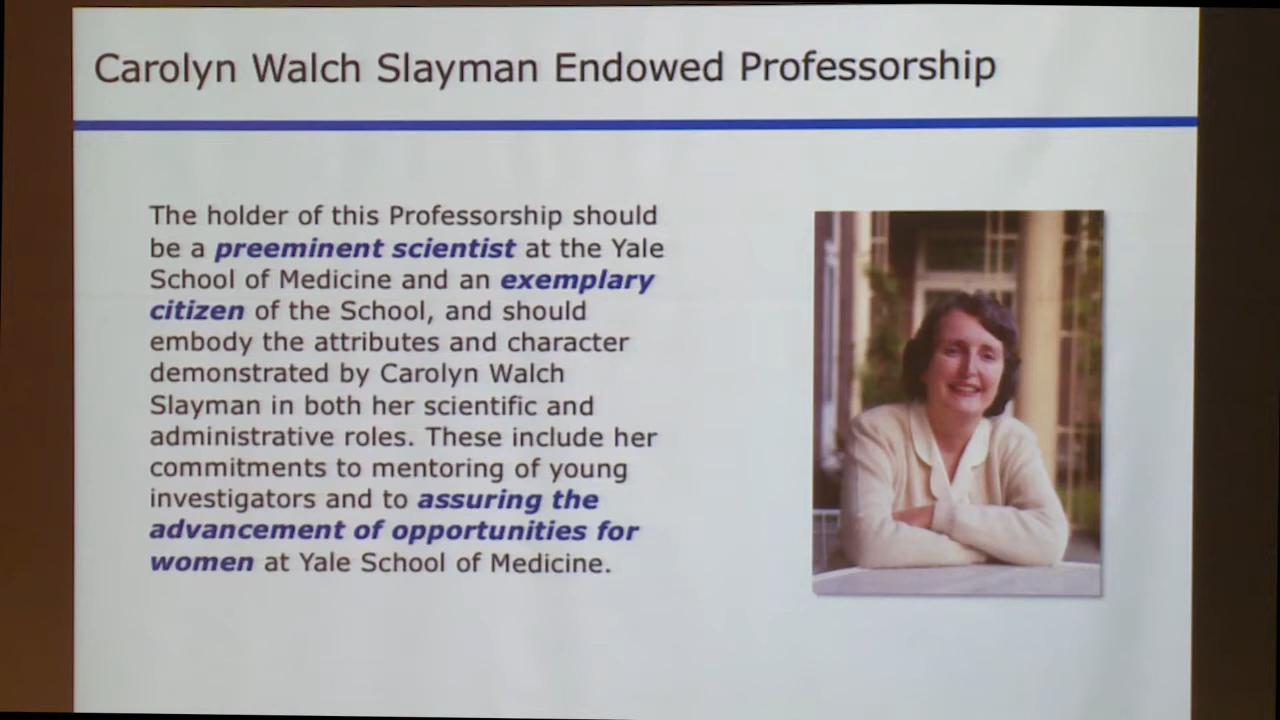 Carolyn Walch Slayman Endowed Professorship
The holder of this Professorship should
be a preeminent scientist at the Yale
School of Medicine and an exemplary
citizen of the School, and should
embody the attributes and character
demonstrated by Carolyn Walch
Slayman in both her scientific and
administrative roles. These include her
commitments to mentoring of young
investigators and to assuring the
advancement of opportunities for
women at Yale School of Medicine.